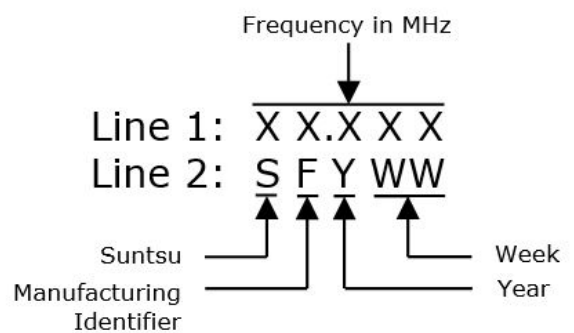 Frequency in MHz
Line 1: X X.X X X
Line 2: S F Y WW
Suntsu
Week
Manufacturing
Identifier
Year